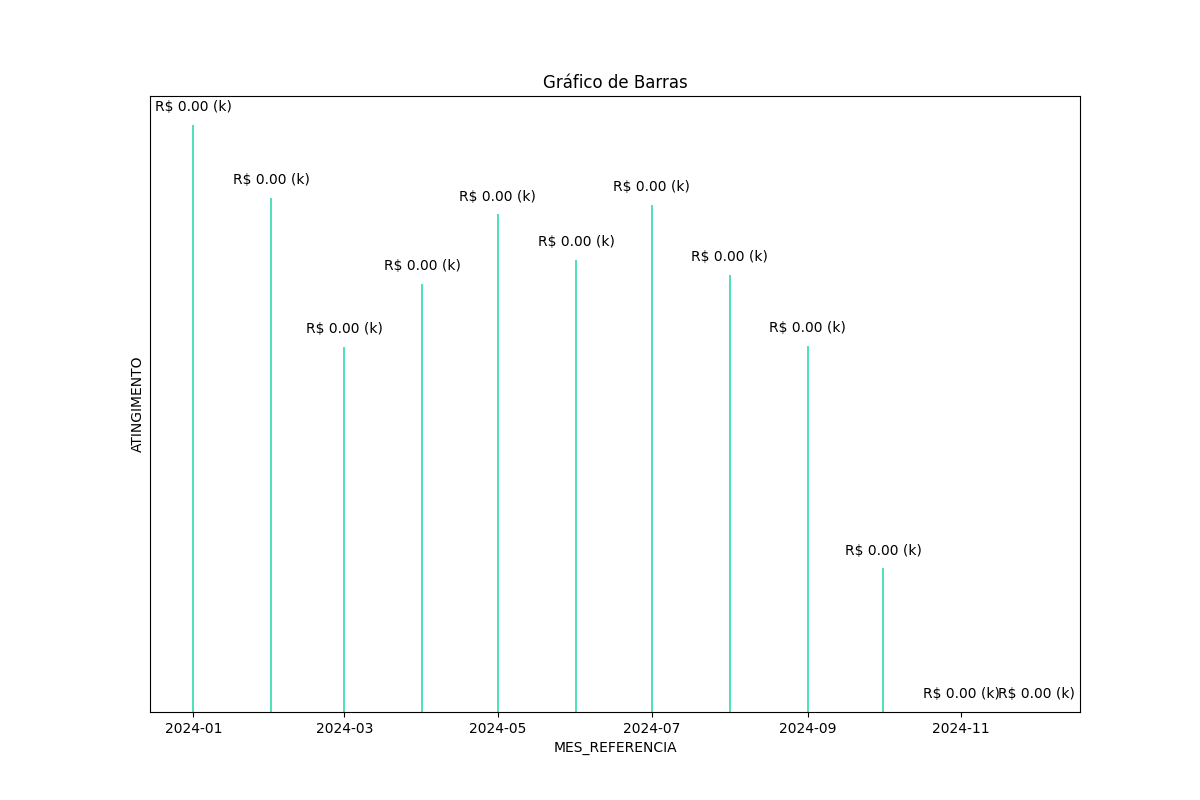 Gráfico de Barras
R$ 0.00 (k)
R$ 0.00 (k)
R$ 0.00 (k)
R$ 0.00 (k)
R$ 0.00 (k)
R$ 0.00 (k)
R$ 0.00 (k)
R$ 0.00 (k)
R$ 0.00 (k)
R$ 0.00 (k)
R$ 0.00 (k)
R$ 0.00 (k)
ATINGIMENTO
2024-01 2024-03 2024-05 2024-07 2024-09 2024-11
MES_REFERENCIA